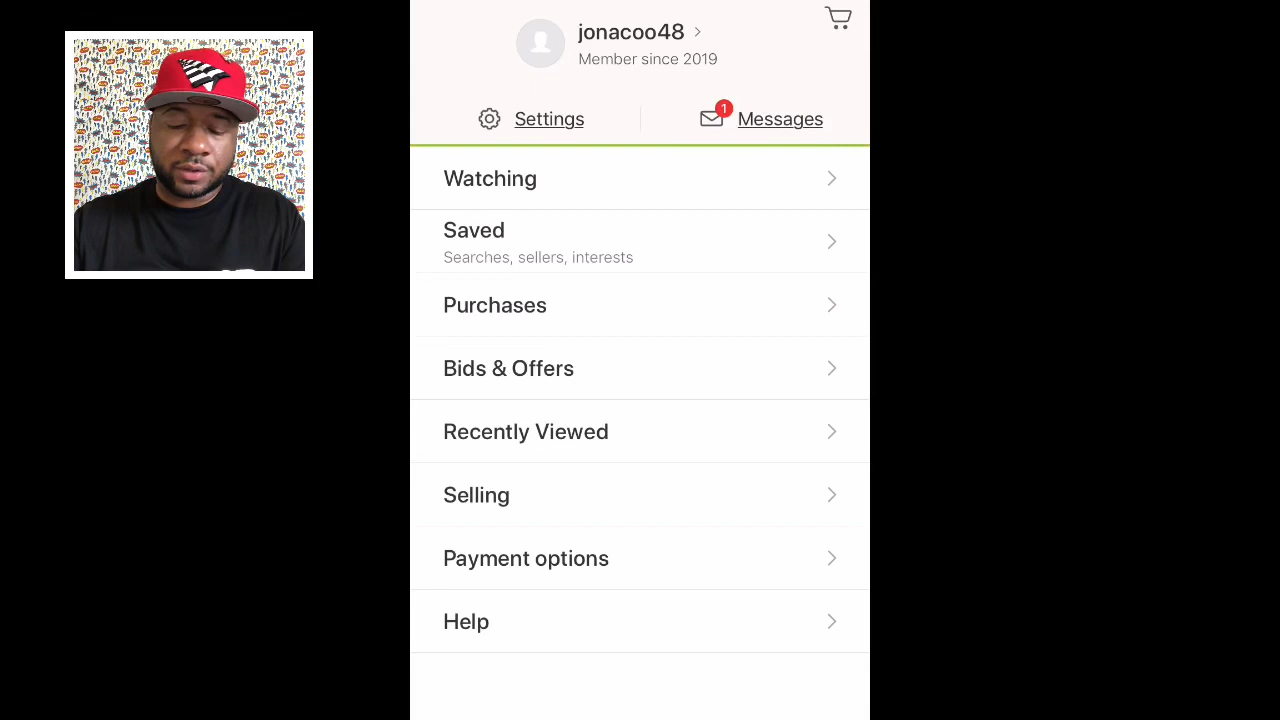 jonacoo48
Member since 2019
Settings
1
Messages
Watching
Saved
Searches, sellers, interests
Purchases
Bids & Offers
Recently Viewed
Selling
Payment options
Help